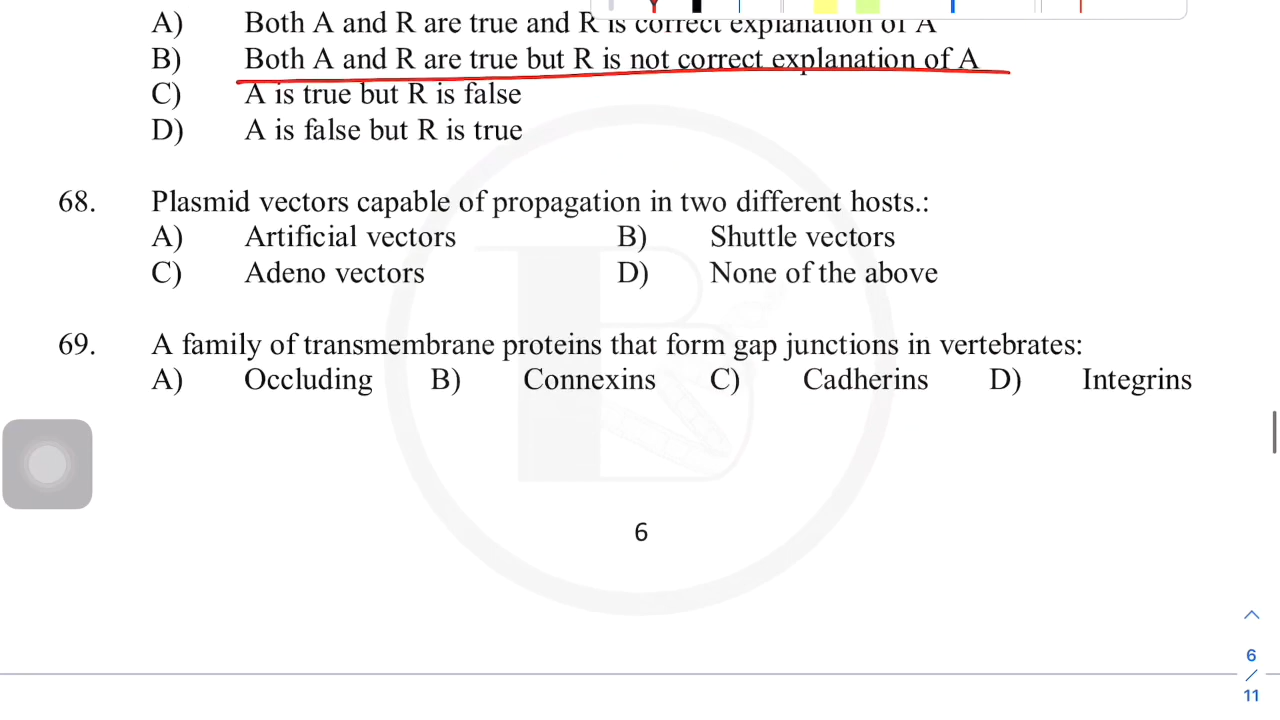 A) Both A and R are true and R is correct explanation of A
B) Both A and R are true but R is not correct explanation of A
C) A is true but R is false
D) A is false but R is true
68. Plasmid vectors capable of propagation in two different hosts.:
A) Artificial vectors B) Shuttle vectors
C) Adeno vectors D) None of the above
69. A family of transmembrane proteins that form gap junctions in vertebrates:
A) Occluding B) Connexins C) Cadherins D) Integrins
6
6
/
11